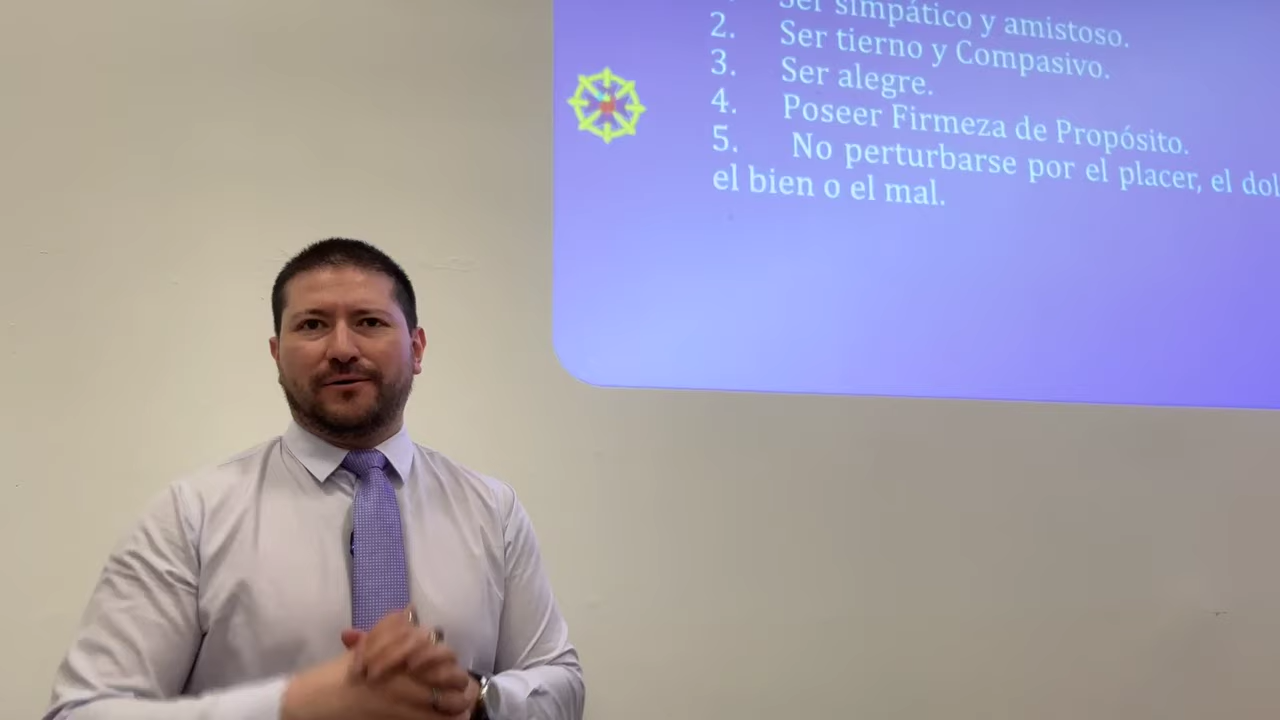 Ser simpático y amistoso.
2. Ser tierno y Compasivo.
3. Ser alegre.
4. Poseer Firmeza de Propósito.
5. No perturbarse por el placer, el
el bien o el mal.